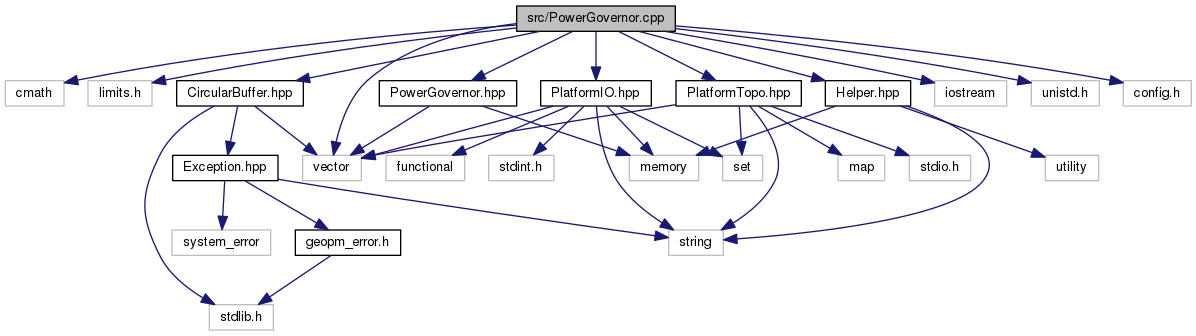 src/PowerGovernor.cpp
cmath
limits.h
CircularBuffer.hpp
PowerGovernor.hpp
PlatformIO.hpp
PlatformTopo.hpp
Helper.hpp
iostream
unistd.h
config.h
Exception.hpp
vector
functional
stdint.h
memory
set
map
stdio.h
utility
system_error
geopm_error.h
string
stdlib.h